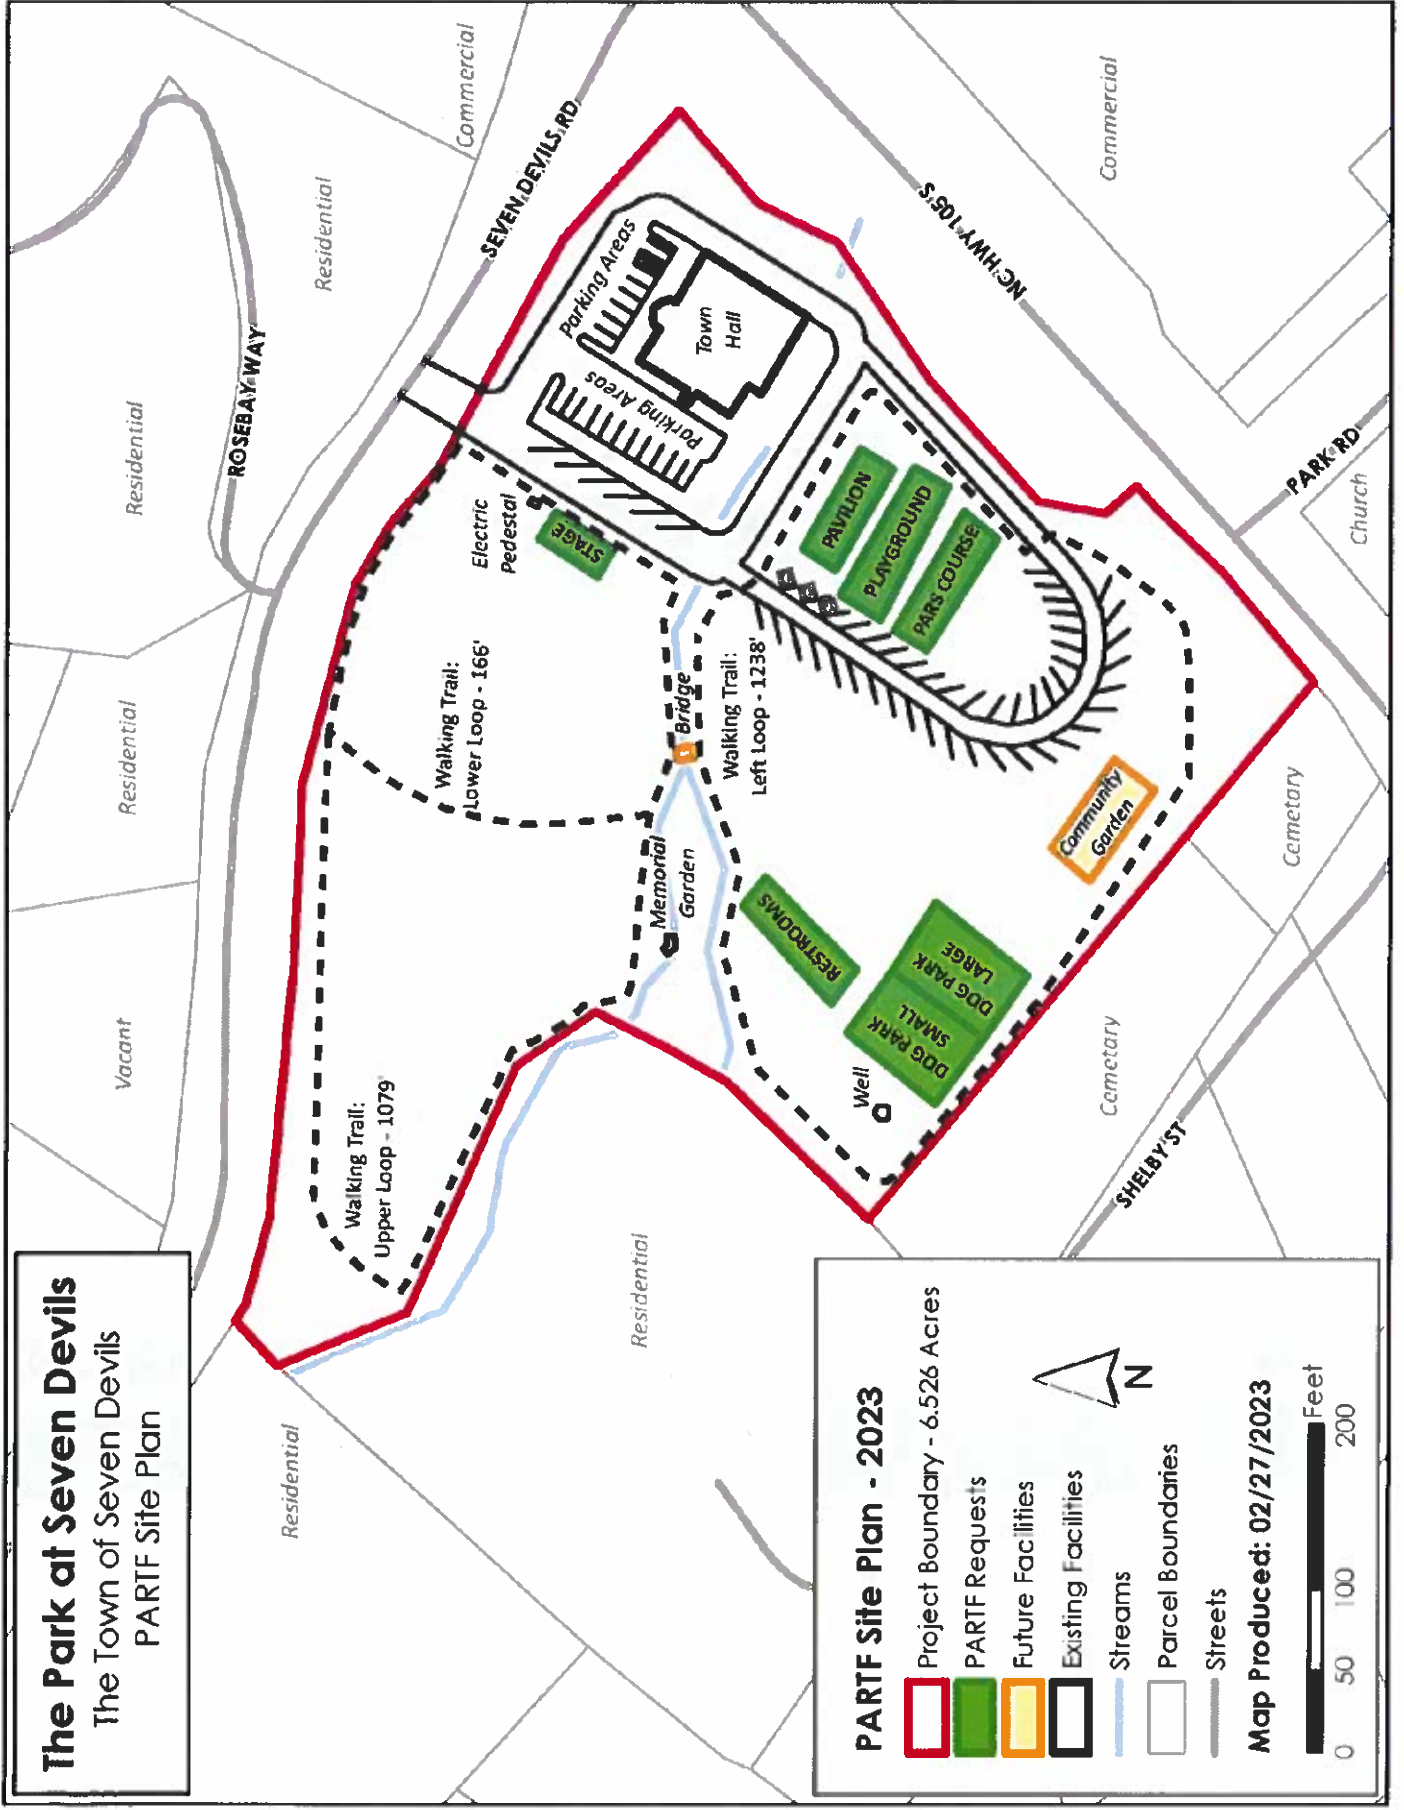 The Park at Seven Devils
The Town of Seven Devils
PARTF Site Plan
Vacant
Residential
Residential
Residential
Residential
Residential
Commercial
ROSEBAY WAY
SEVEN DEVILS RD
Walking Trail:
Upper Loop - 1079'
Walking Trail:
Lower Loop - 166'
Electric
Pedestal
STAGE
Parking Areas
Parking Areas
Town
Hall
Memorial
Garden
Bridge
Walking Trail:
Left Loop - 1238'
PAVILION
PLAYGROUND
PARS COURSE
RESTROOMS
DOG PARK
SMALL
DOG PARK
LARGE
Well
Community
Garden
NC HWY 105 S
Commercial
PARK RD
Church
Cemetary
Cemetary
SHELBY ST
Residential
PARTF Site Plan - 2023
Project Boundary - 6.526 Acres
PARTF Requests
Future Facilities
Existing Facilities
Streams
Parcel Boundaries
Streets
N
Map Produced: 02/27/2023
Feet
0 50 100 200